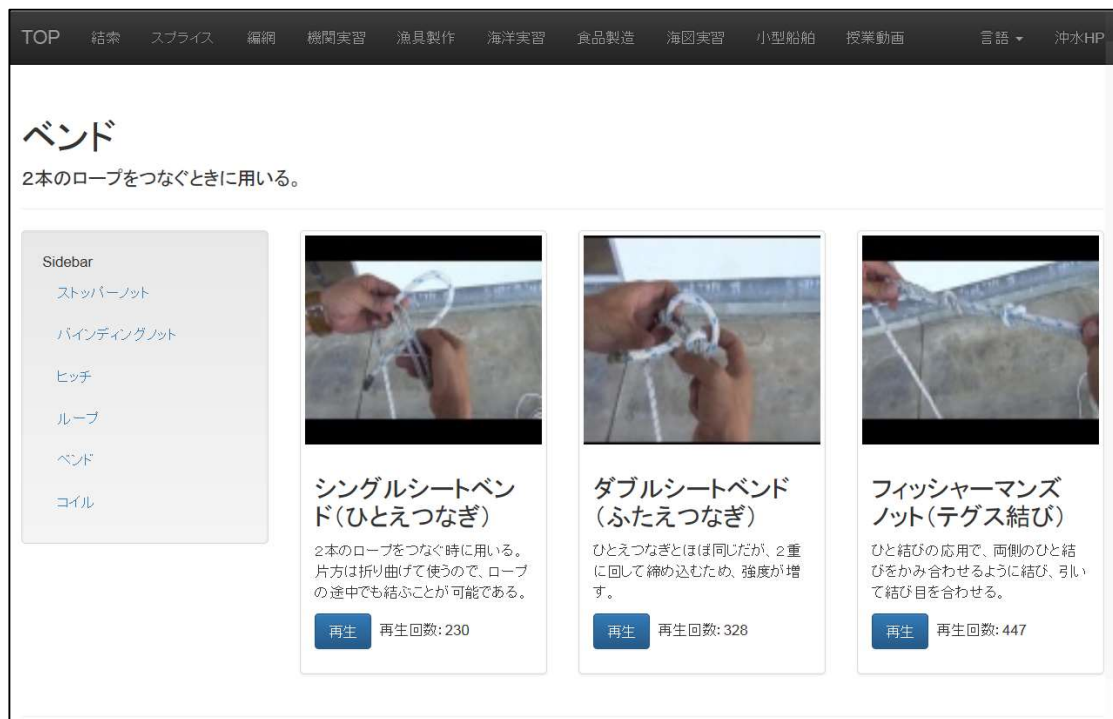 TOP 結索 スプライス 編網 機関実習 漁具製作 海洋実習 食品製造 海図実習 小型船舶 授業動画 言語 沖水HP
ベンド
2本のロープをつなぐときに用いる。
Sidebar
ストッパーノット
バインディングノット
ヒッチ
ループ
ベンド
コイル
シングルシートベン
ド(ひとえつなぎ)
2本のロープをつなぐ時に用いる。
片方は折り曲げて使うので、ロープ
の途中でも結ぶことが可能である。
再生 再生回数: 230
ダブルシートベンド
(ふたえつなぎ)
ひとえつなぎとほぼ同じだが、2重
に回して締め込むため、強度が増
す。
再生 再生回数: 328
フィッシャーマンズ
ノット(テグス結び)
ひと結びの応用で、両側のひと結
びをかみ合わせるように結び、引い
て結び目を合わせる。
再生 再生回数: 447